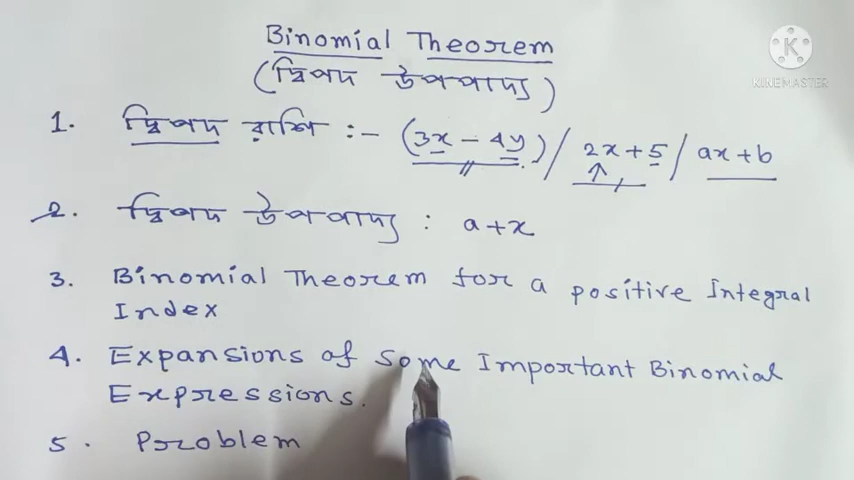 Binomial Theorem
(দ্বিপদ উপপাদ্য)
1. দ্বিপদ রাশি :- (3x - 4y) / 2x + 5 / ax + b
2. দ্বিপদ উপপাদ্য : a + x
3. Binomial Theorem for a positive Integral
Index
4. Expansions of some Important Binomial
Expressions.
5. Problem
K
KINEMASTER